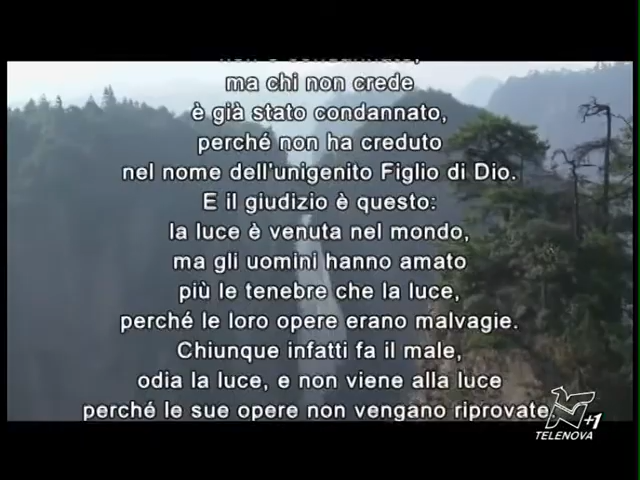 non è condannato,
ma chi non crede
è già stato condannato,
perché non ha creduto
nel nome dell'unigenito Figlio di Dio.
E il giudizio è questo:
la luce è venuta nel mondo,
ma gli uomini hanno amato
più le tenebre che la luce,
perché le loro opere erano malvagie.
Chiunque infatti fa il male,
odia la luce, e non viene alla luce
perché le sue opere non vengano riprovate.
+1
TELENOVA